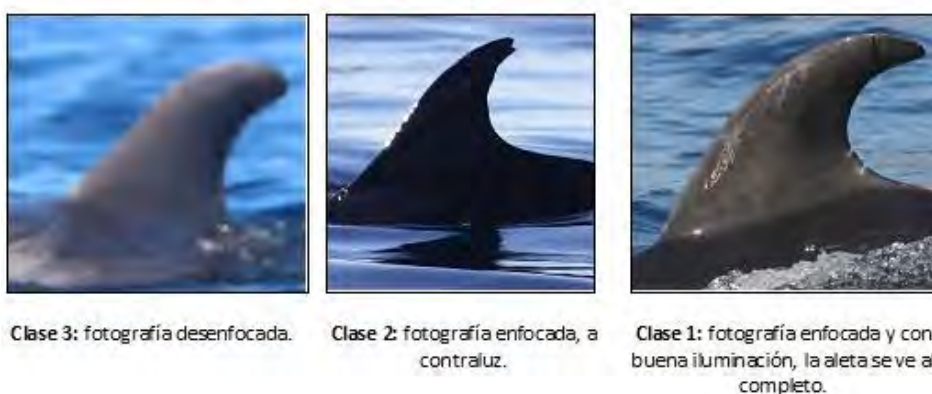 Clase 3: fotografía desenfocada.
Clase 2: fotografía enfocada, a
contraluz.
Clase 1: fotografía enfocada y con
buena iluminación, la aleta se ve al
completo.